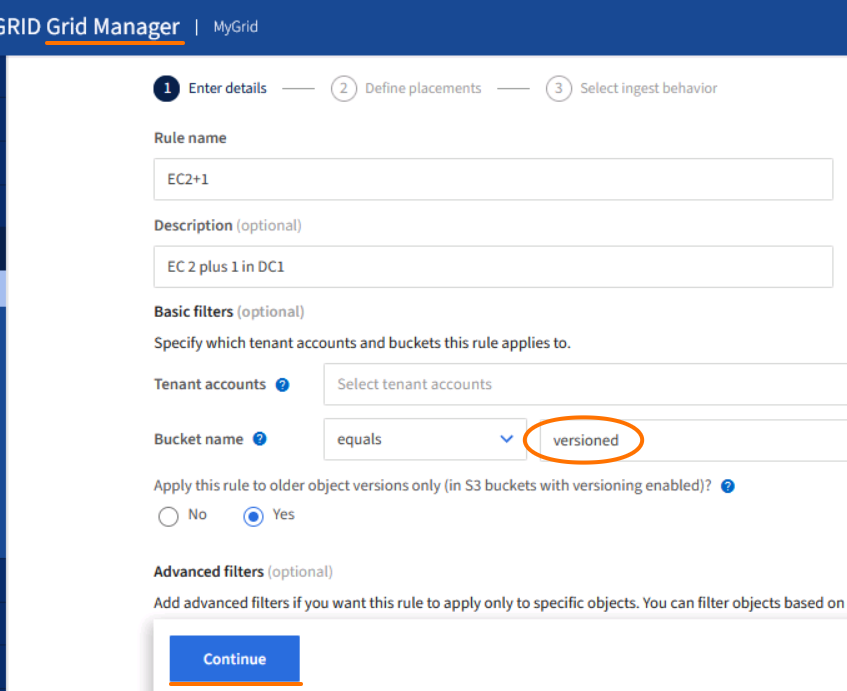 GRID Grid Manager | MyGrid
1 Enter details 2 Define placements 3 Select ingest behavior
Rule name
EC2+1
Description (optional)
EC 2 plus 1 in DC1
Basic filters (optional)
Specify which tenant accounts and buckets this rule applies to.
Tenant accounts ? Select tenant accounts
Bucket name ? equals versioned
Apply this rule to older object versions only (in S3 buckets with versioning enabled)? ?
No Yes
Advanced filters (optional)
Add advanced filters if you want this rule to apply only to specific objects. You can filter objects based on
Continue